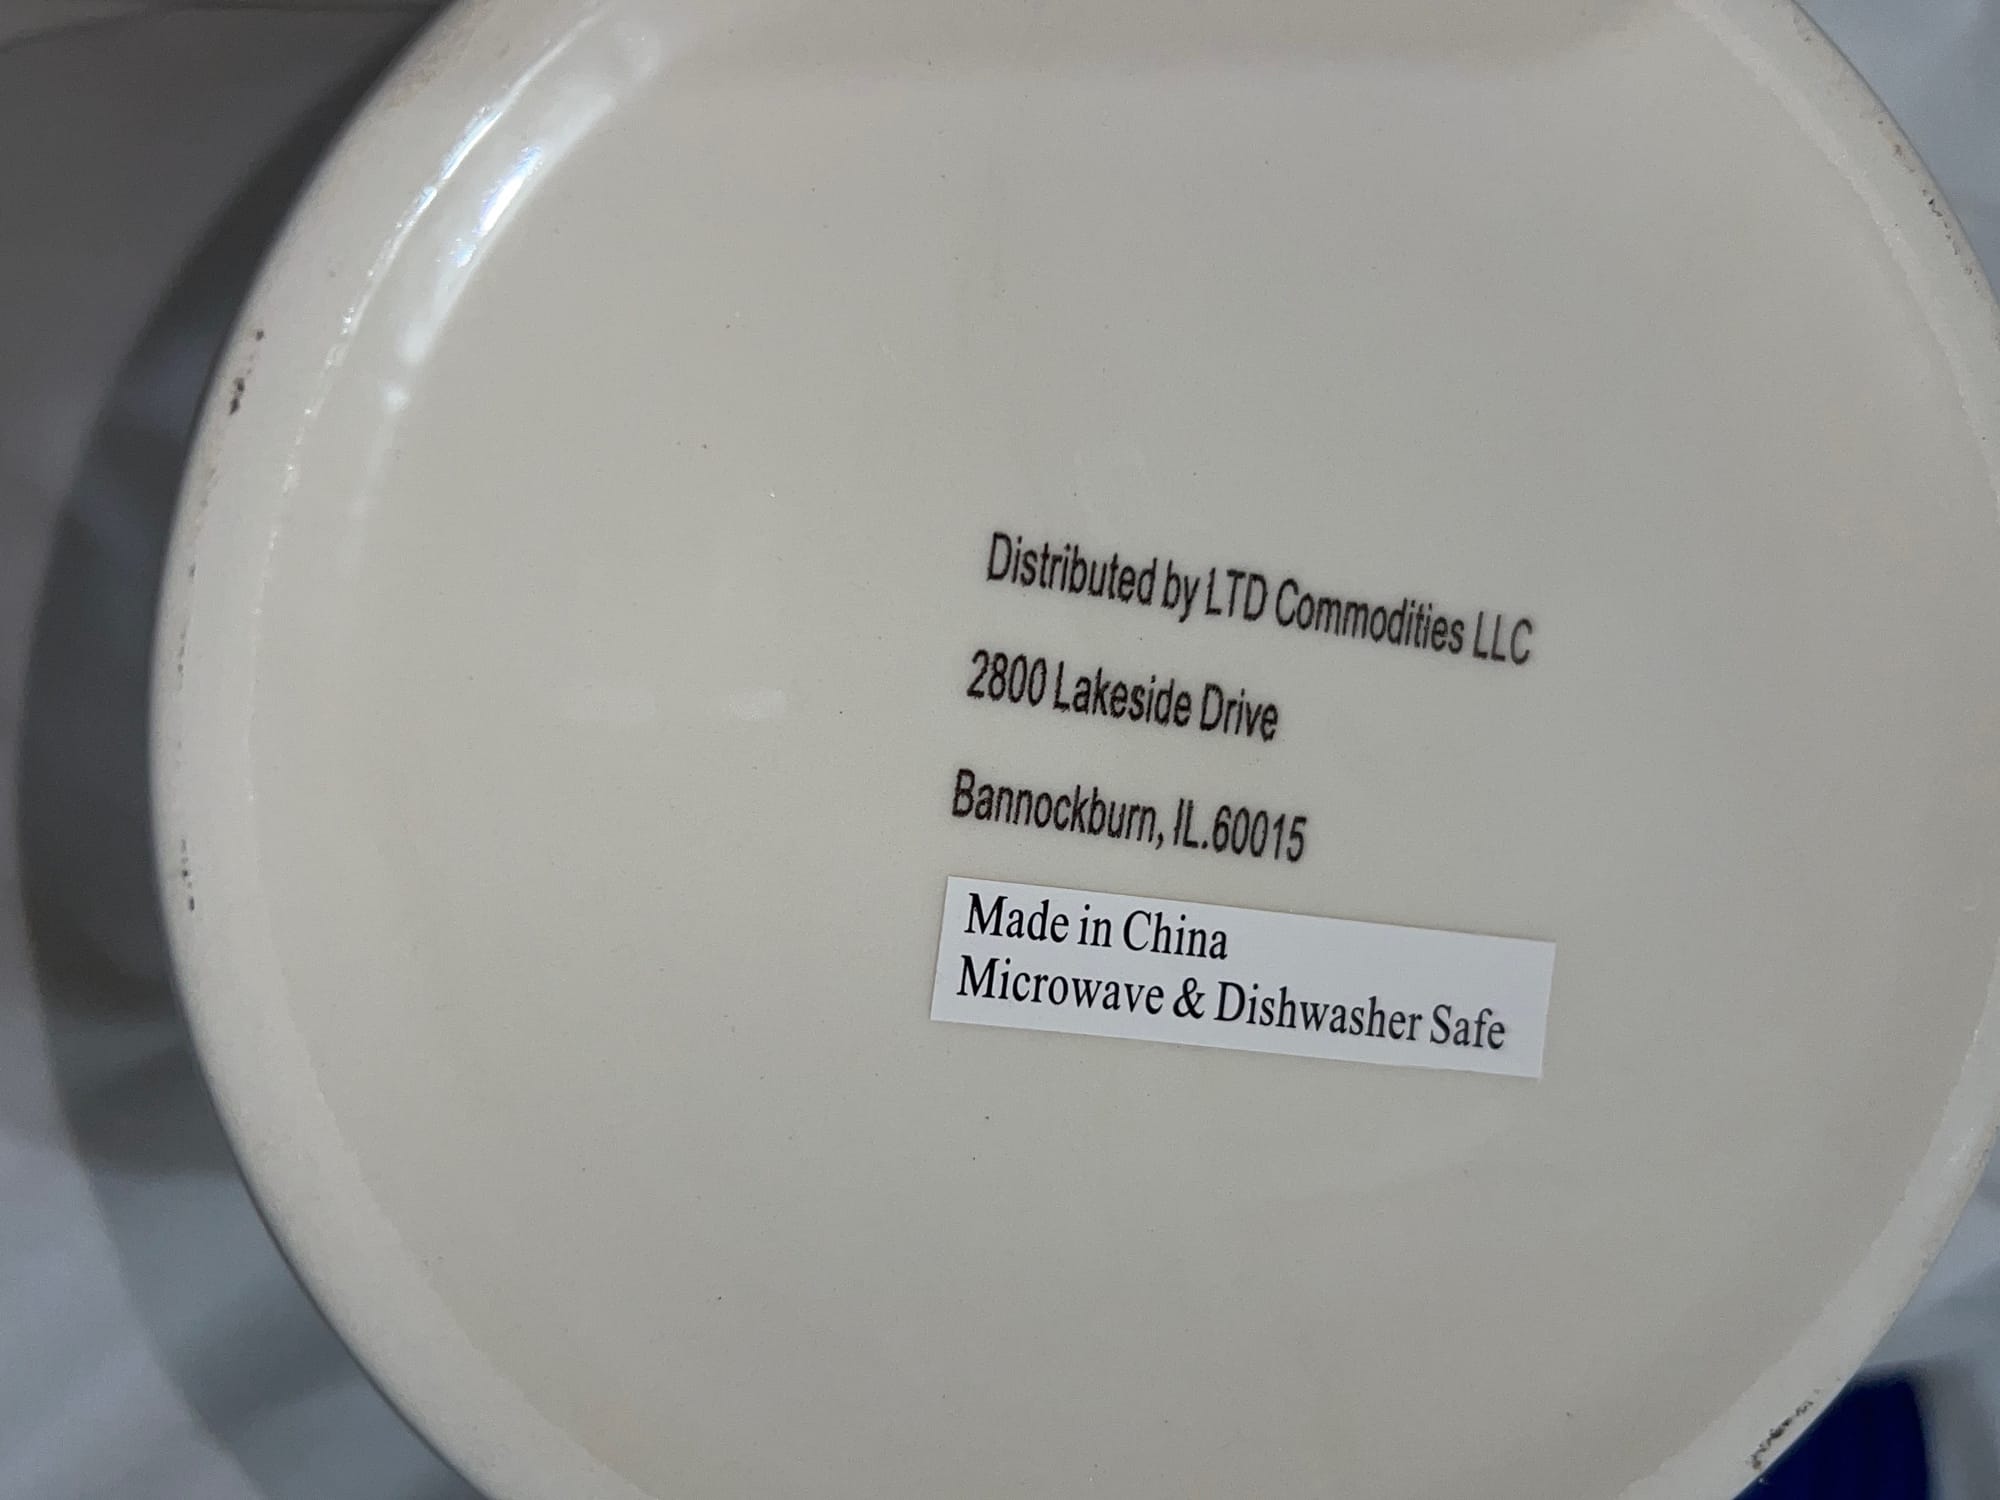 Distributed by LTD Commodities LLC
2800 Lakeside Drive
Bannockburn, IL.60015
Made in China
Microwave & Dishwasher Safe